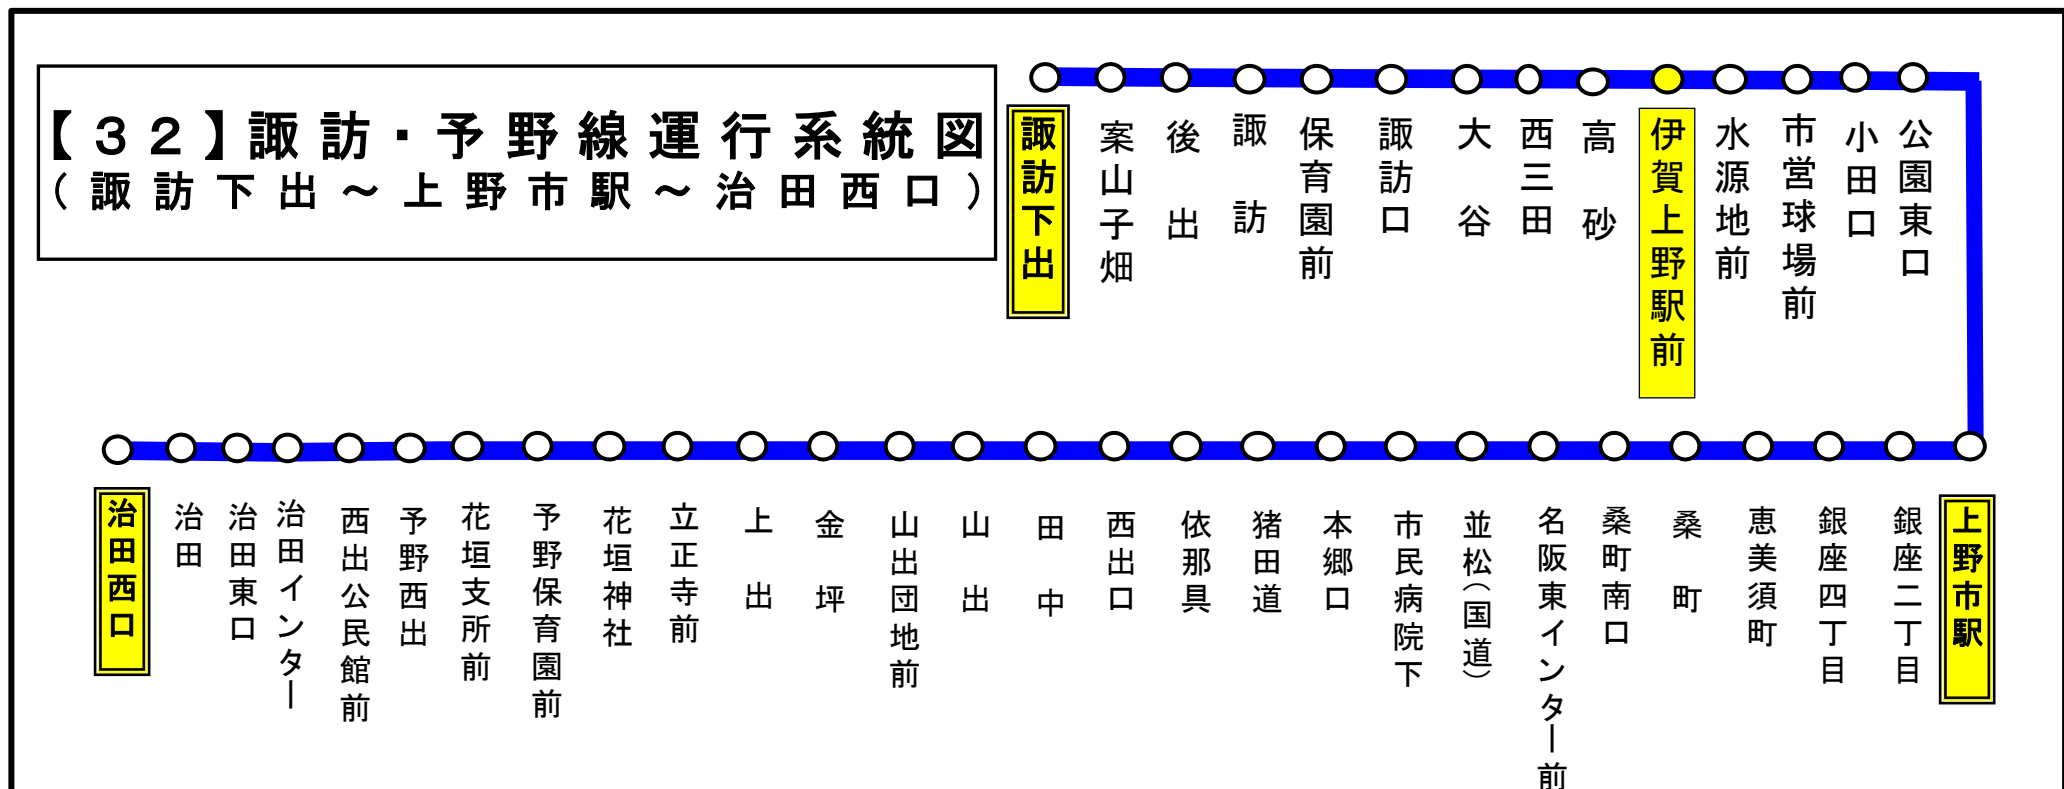 【３２】諏訪・予野線運行系統図
（諏訪下出～上野市駅～治田西口）
諏訪下出
案山子畑
後出
諏訪
保育園前
諏訪口
大谷
西三田
高砂
伊賀上野駅前
水源地前
市営球場前
小田口
公園東口
治田西口
治田
治田東口
治田インター
西出公民館前
予野西出
花垣支所前
予野保育園前
花垣神社
立正寺前
上出
金坪
山出団地前
山出
田中
西出口
依那具
猪田道
本郷口
市民病院下
並松（国道）
名阪東インター前
桑町南口
桑町
恵美須町
銀座四丁目
銀座二丁目
上野市駅